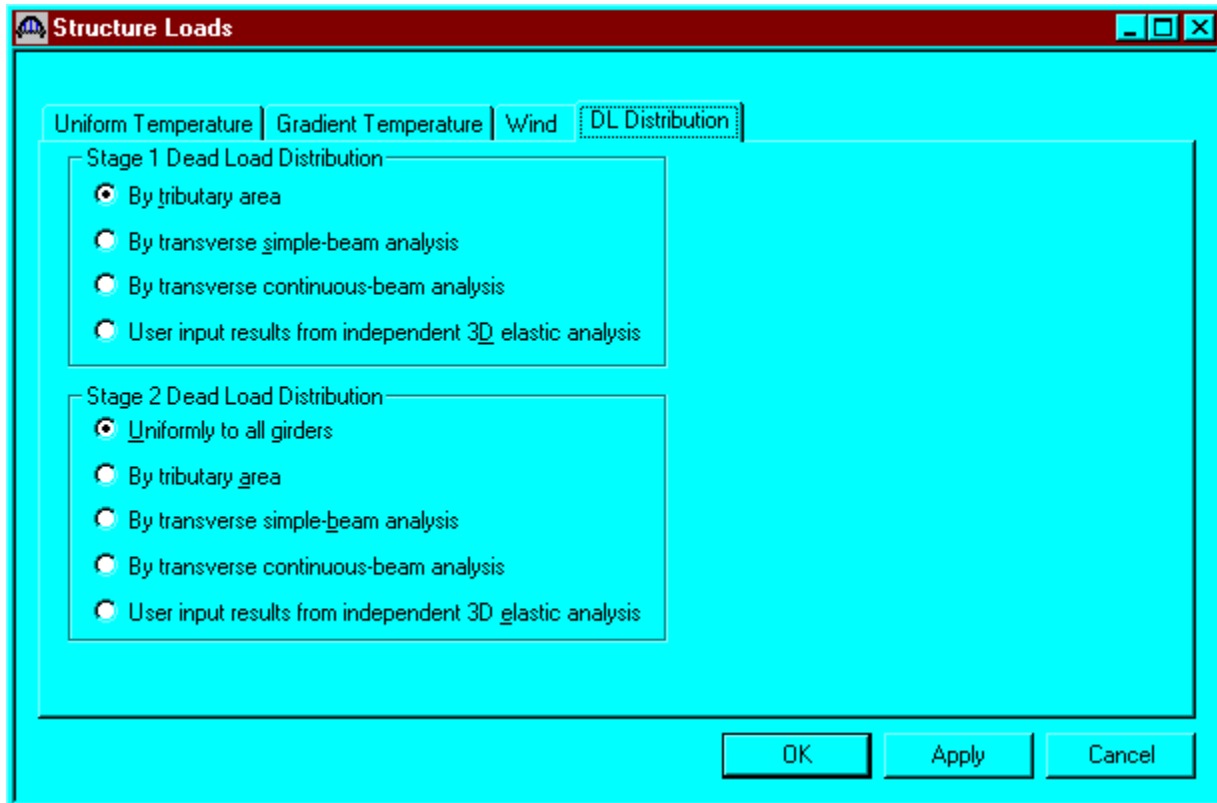 Structure Loads
Uniform Temperature Gradient Temperature Wind DL Distribution
Stage 1 Dead Load Distribution
By tributary area
By transverse simple-beam analysis
By transverse continuous-beam analysis
User input results from independent 3D elastic analysis
Stage 2 Dead Load Distribution
Uniformly to all girders
By tributary area
By transverse simple-beam analysis
By transverse continuous-beam analysis
User input results from independent 3D elastic analysis
OK Apply Cancel